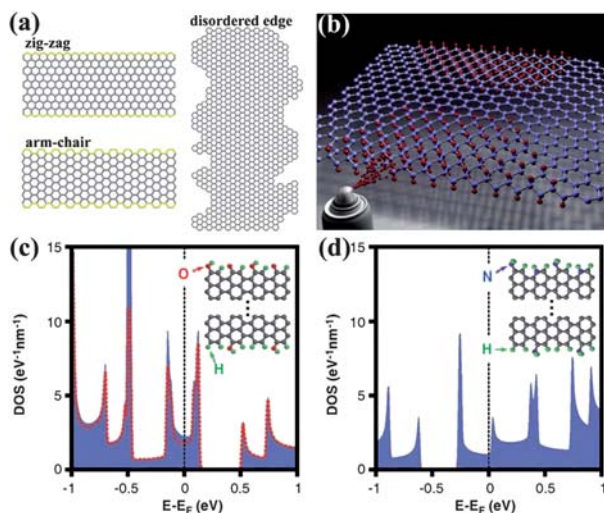 (a)
zig-zag
arm-chair
disordered edge
(b)
(c)
15
10
5
0
DOS (eV⁻¹nm⁻¹)
-1
-0.5
0
0.5
1
E-E_F (eV)
O
H
(d)
15
10
5
0
DOS (eV⁻¹nm⁻¹)
-1
-0.5
0
0.5
1
E-E_F (eV)
N
H